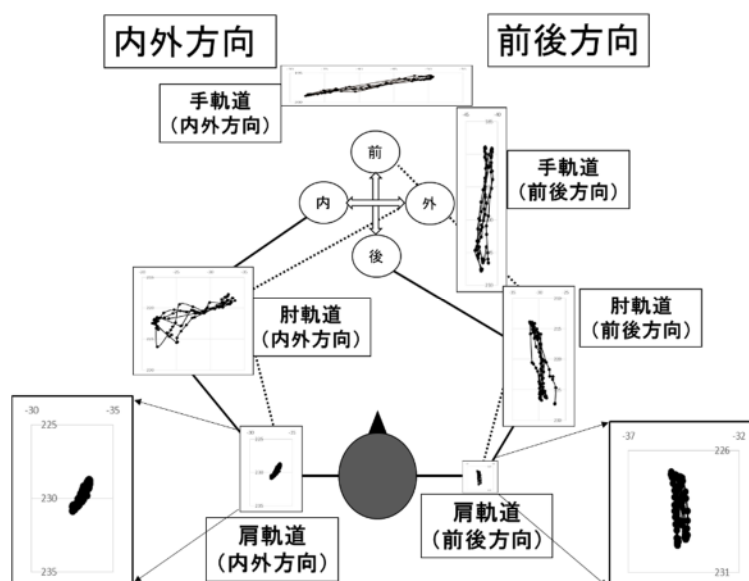 内外方向
前後方向
手軌道
(内外方向)
手軌道
(前後方向)
前
内
外
後
肘軌道
(内外方向)
肘軌道
(前後方向)
-30
-35
225
230
235
肩軌道
(内外方向)
肩軌道
(前後方向)
-37
-32
226
231